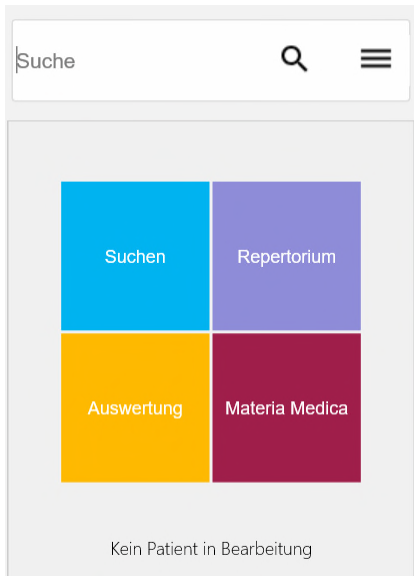 Suche
Suchen
Repertorium
Auswertung
Materia Medica
Kein Patient in Bearbeitung